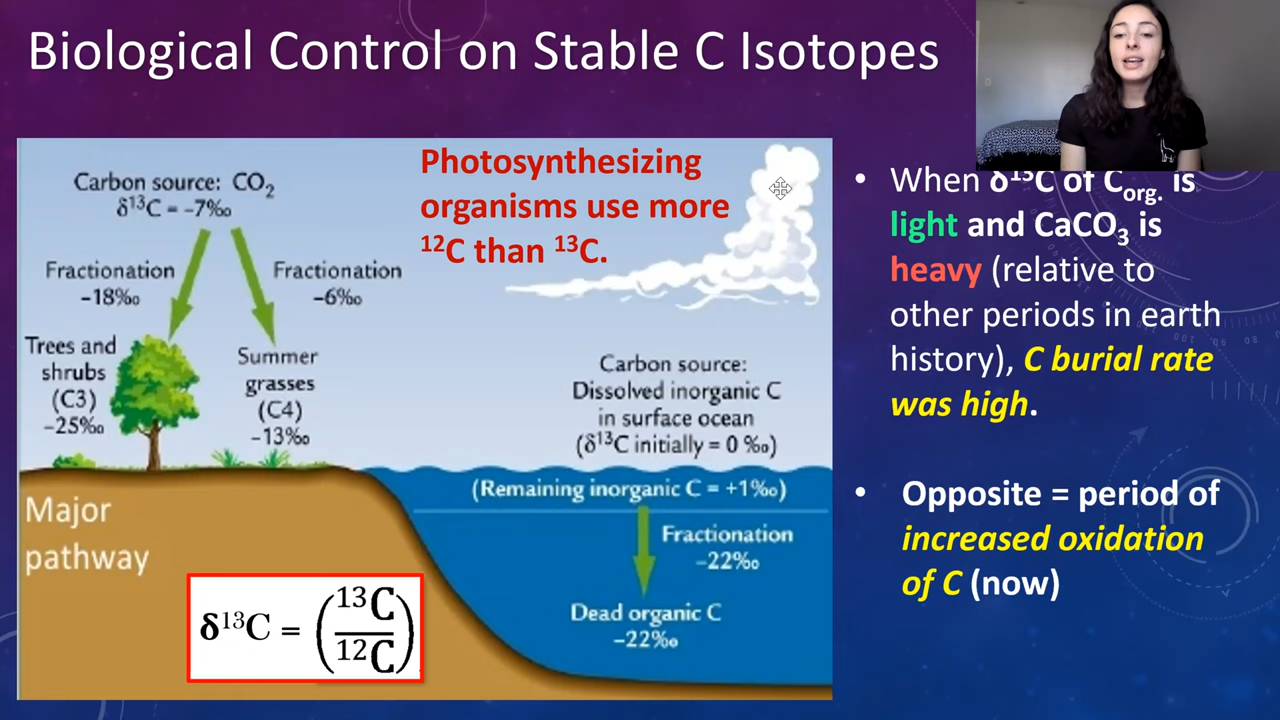 Biological Control on Stable C Isotopes
Carbon source: CO₂
δ¹³C = –7‰
Fractionation
–18‰
Fractionation
–6‰
Trees and
shrubs
(C3)
–25‰
Summer
grasses
(C4)
–13‰
Photosynthesizing
organisms use more
¹²C than ¹³C.
Carbon source:
Dissolved inorganic C
in surface ocean
(δ¹³C initially = 0 ‰)
(Remaining inorganic C = +1‰)
Fractionation
–22‰
Dead organic C
–22‰
Major
pathway
δ¹³C = (¹³C/¹²C)
• When δ¹³C of Corg. is
light and CaCO₃ is
heavy (relative to
other periods in earth
history), C burial rate
was high.
• Opposite = period of
increased oxidation
of C (now)